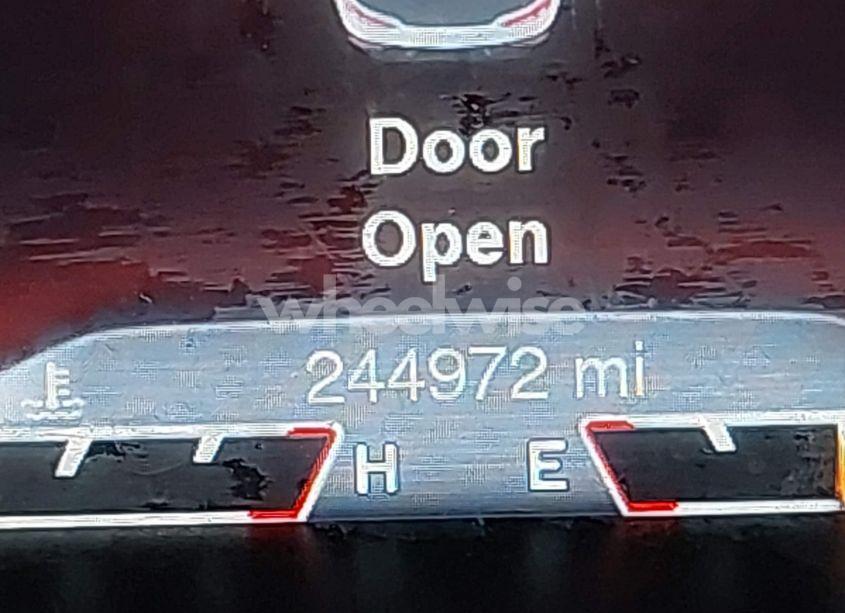 Door
Open
wheelwise
244972 mi
H E